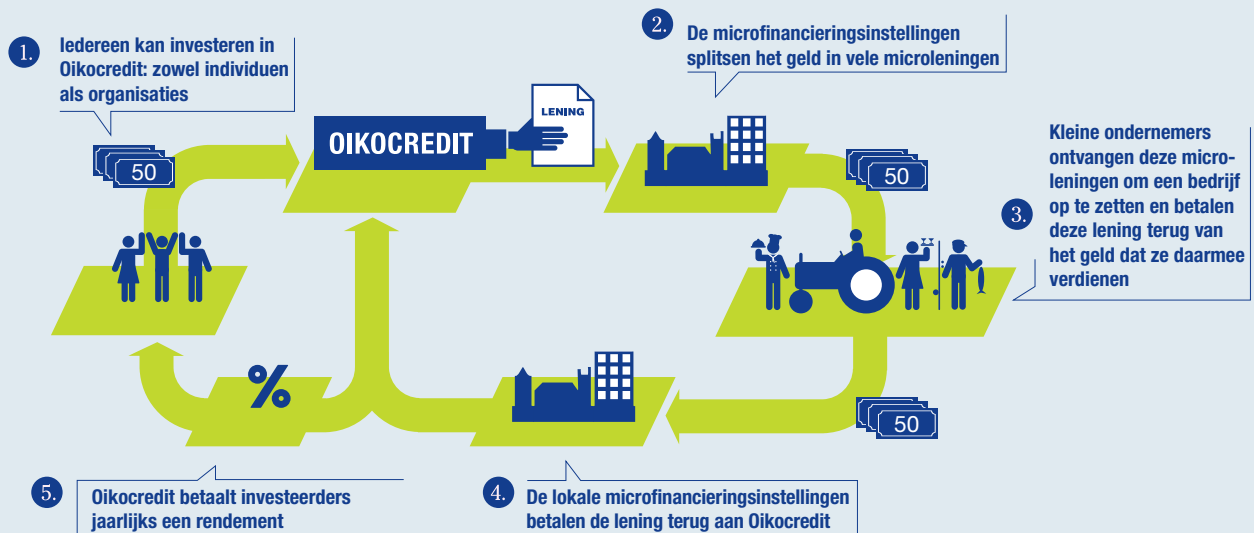 1.
Iedereen kan investeren in
Oikocredit: zowel individuen
als organisaties
50
OIKOCREDIT
LENING
2.
De microfinancieringsinstellingen
splitsen het geld in vele microleningen
50
3.
Kleine ondernemers
ontvangen deze micro-
leningen om een bedrijf
op te zetten en betalen
deze lening terug van
het geld dat ze daarmee
verdienen
50
4.
De lokale microfinancieringsinstellingen
betalen de lening terug aan Oikocredit
%
5.
Oikocredit betaalt investeerders
jaarlijks een rendement